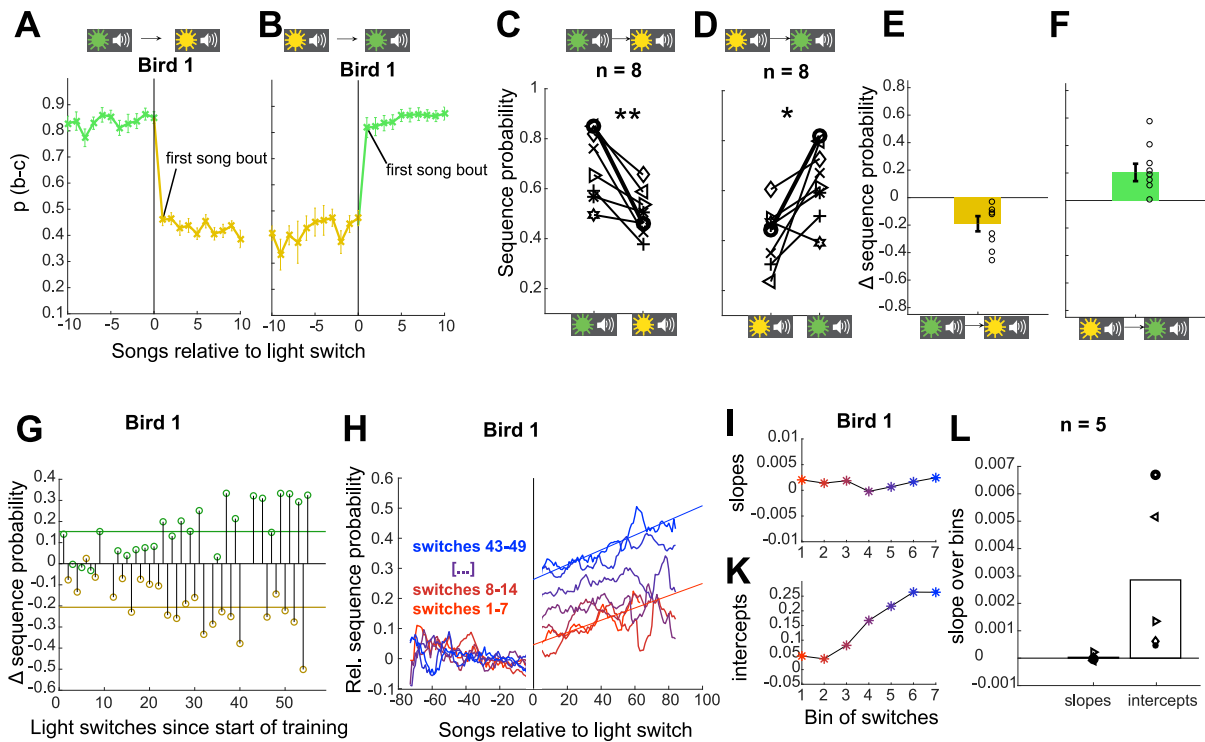 A
Bird 1
0.9
0.8
0.7
0.6
0.5
0.4
0.3
0.2
0.1
p (b-c)
first song bout
-10
-5
0
5
10
B
Bird 1
first song bout
-10
-5
0
5
10
Songs relative to light switch
C
n = 8
**
1
0.8
0.6
0.4
0.2
Sequence probability
D
n = 8
*
E
0.8
0.6
0.4
0.2
0
-0.2
-0.4
-0.6
-0.8
Δ sequence probability
F
G
Bird 1
0.4
0.3
0.2
0.1
0
-0.1
-0.2
-0.3
-0.4
-0.5
-0.6
Δ sequence probability
0
10
20
30
40
50
Light switches since start of training
H
Bird 1
0.6
0.5
0.4
0.3
0.2
0.1
0
-0.1
Rel. sequence probability
switches 43-49
[...]
switches 8-14
switches 1-7
-80
-60
-40
-20
0
20
40
60
80
100
Songs relative to light switch
I
Bird 1
0.01
0.005
0
-0.005
-0.01
slopes
1
2
3
4
5
6
7
K
0.25
0.15
0.05
0
-0.05
intercepts
1
2
3
4
5
6
7
Bin of switches
L
n = 5
0.007
0.006
0.005
0.004
0.003
0.002
0.001
0
-0.001
slope over bins
slopes
intercepts